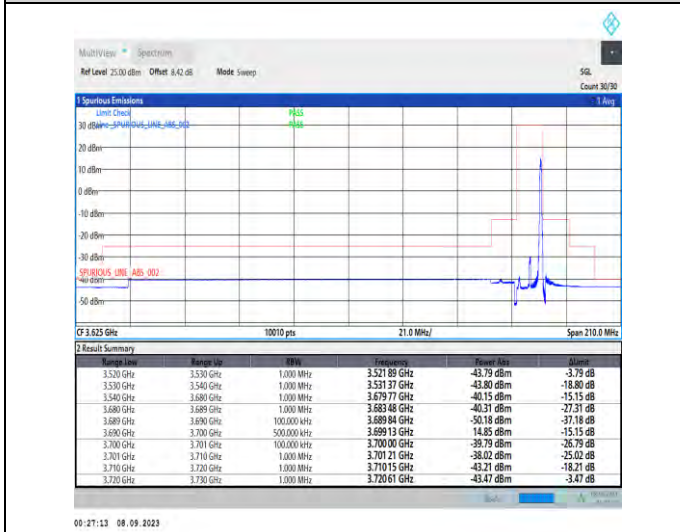 MultiView Spectrum
Ref Level 25.00 dBm Offset 8.42 dB Mode Sweep SGL
Count 30/30
1 Spurious Emissions 1 Avg
Limit Check PASS
30 dBm Line _SPURIOUS_LINE_ABS_002 PASS
20 dBm
10 dBm
0 dBm
-10 dBm
-20 dBm
-30 dBm
SPURIOUS_LINE_ABS_002
-40 dBm
-50 dBm
CF 3.625 GHz 10010 pts 21.0 MHz/ Span 210.0 MHz
2 Result Summary
Range Low Range Up RBW Frequency Power Abs ΔLimit
3.520 GHz 3.530 GHz 1.000 MHz 3.521 89 GHz -43.79 dBm -3.79 dB
3.530 GHz 3.540 GHz 1.000 MHz 3.531 37 GHz -43.80 dBm -18.80 dB
3.540 GHz 3.680 GHz 1.000 MHz 3.679 77 GHz -40.15 dBm -15.15 dB
3.680 GHz 3.689 GHz 1.000 MHz 3.683 48 GHz -40.31 dBm -27.31 dB
3.689 GHz 3.690 GHz 100.000 kHz 3.689 84 GHz -50.18 dBm -37.18 dB
3.690 GHz 3.700 GHz 500.000 kHz 3.699 13 GHz 14.85 dBm -15.15 dB
3.700 GHz 3.701 GHz 100.000 kHz 3.700 00 GHz -39.79 dBm -26.79 dB
3.701 GHz 3.710 GHz 1.000 MHz 3.701 21 GHz -38.02 dBm -25.02 dB
3.710 GHz 3.720 GHz 1.000 MHz 3.710 15 GHz -43.21 dBm -18.21 dB
3.720 GHz 3.730 GHz 1.000 MHz 3.720 61 GHz -43.47 dBm -3.47 dB
00:27:13 08.09.2023